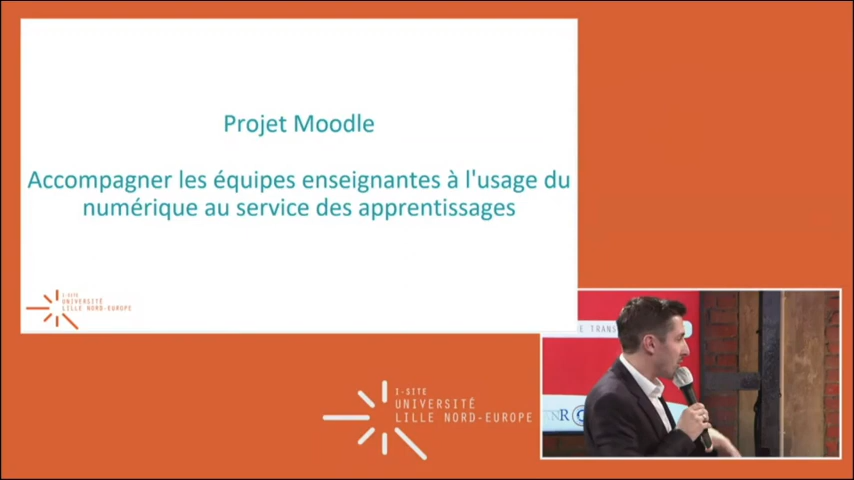 Projet Moodle
Accompagner les équipes enseignantes à l'usage du
numérique au service des apprentissages
I-SITE
UNIVERSITÉ
LILLE NORD-EUROPE
E TRANS
I-SITE
UNIVERSITÉ
LILLE NORD-EUROPE